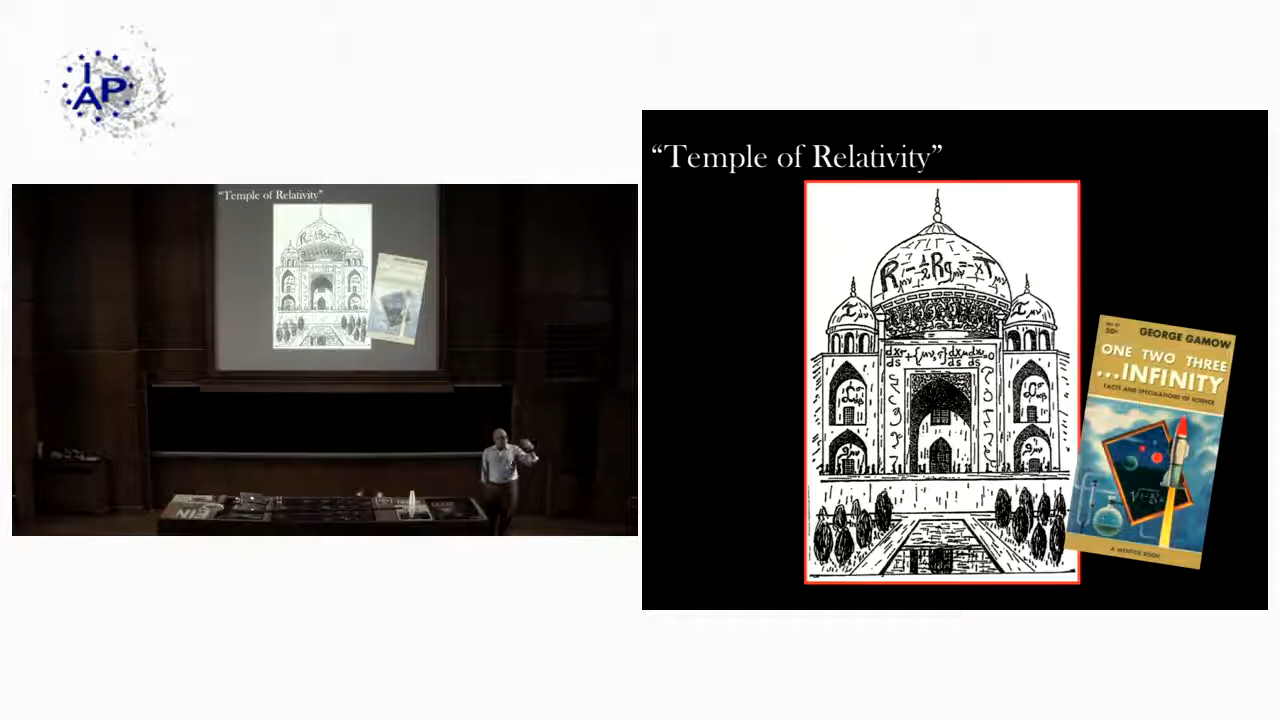 IAP
“Temple of Relativity”
“Temple of Relativity”
GEORGE GAMOW
50¢
ONE TWO THREE
...INFINITY
FACTS AND SPECULATIONS OF SCIENCE
A MENTOR BOOK